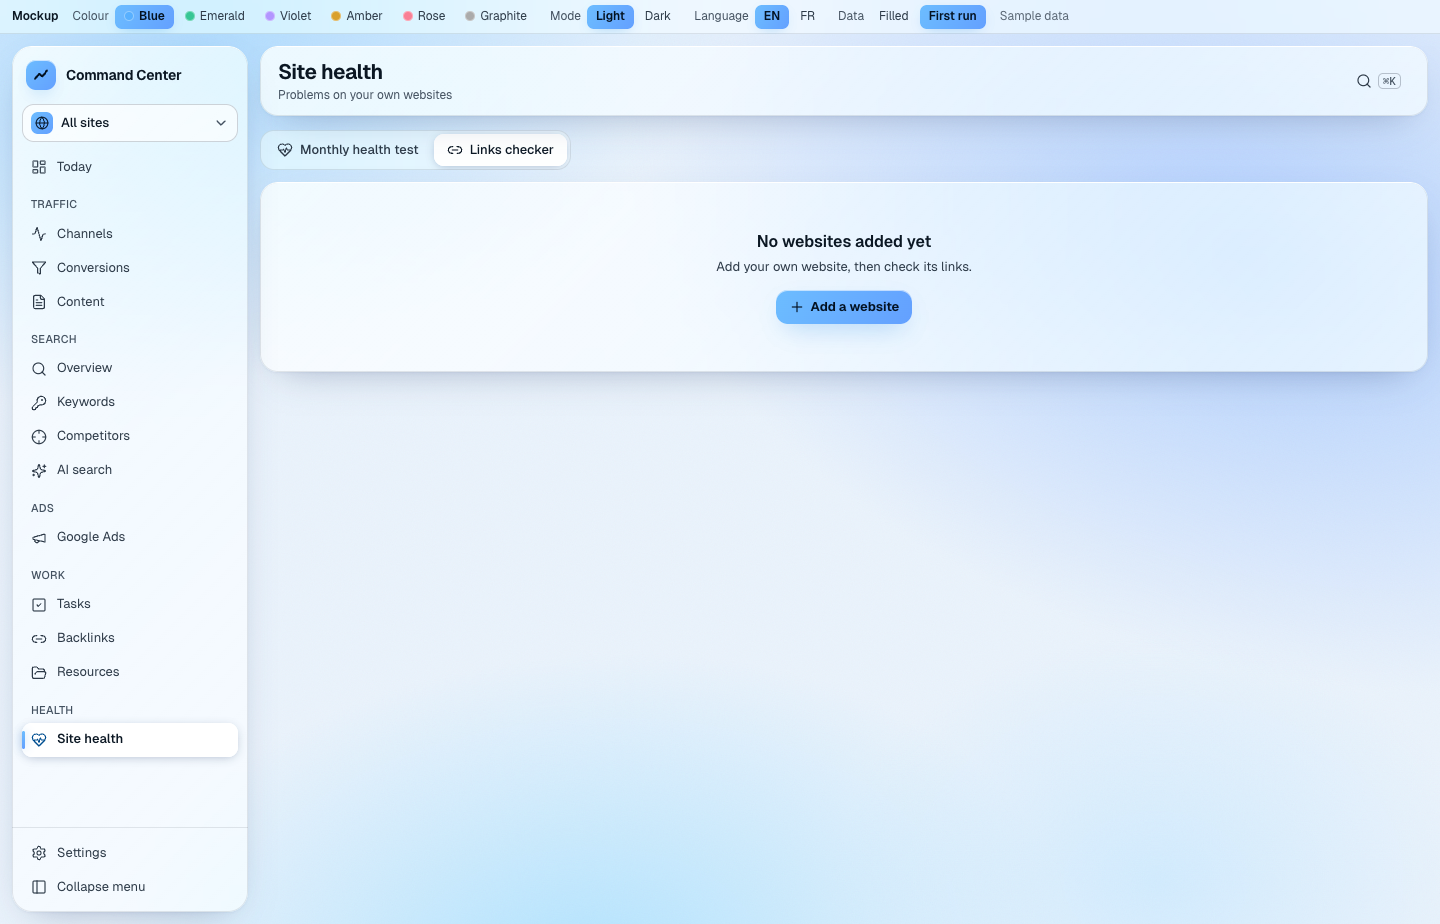 Mockup Colour Blue Emerald Violet Amber Rose Graphite Mode Light Dark Language EN FR Data Filled First run Sample data
Command Center
All sites
Today
TRAFFIC
Channels
Conversions
Content
SEARCH
Overview
Keywords
Competitors
AI search
ADS
Google Ads
WORK
Tasks
Backlinks
Resources
HEALTH
Site health
Settings
Collapse menu
Site health
Problems on your own websites
⌘K
Monthly health test Links checker
No websites added yet
Add your own website, then check its links.
Add a website